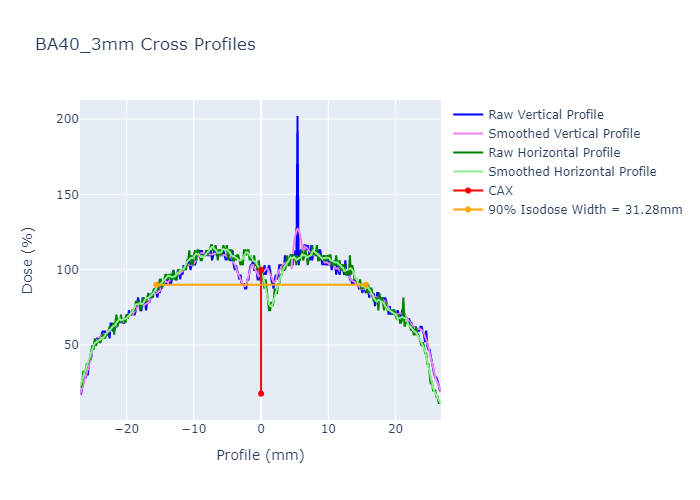 BA40_3mm Cross Profiles
Raw Vertical Profile
Smoothed Vertical Profile
Raw Horizontal Profile
Smoothed Horizontal Profile
CAX
90% Isodose Width = 31.28mm
Dose (%)
200
150
100
50
−20 −10 0 10 20
Profile (mm)